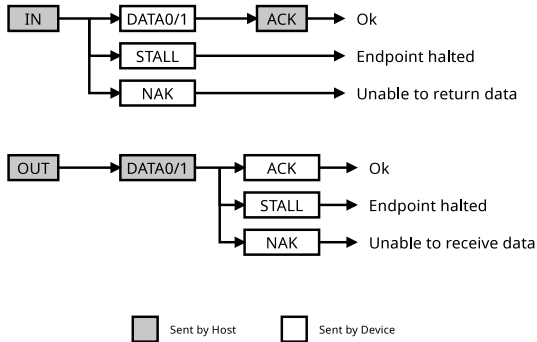 IN DATA0/1 ACK Ok
STALL Endpoint halted
NAK Unable to return data
OUT DATA0/1 ACK Ok
STALL Endpoint halted
NAK Unable to receive data
Sent by Host Sent by Device